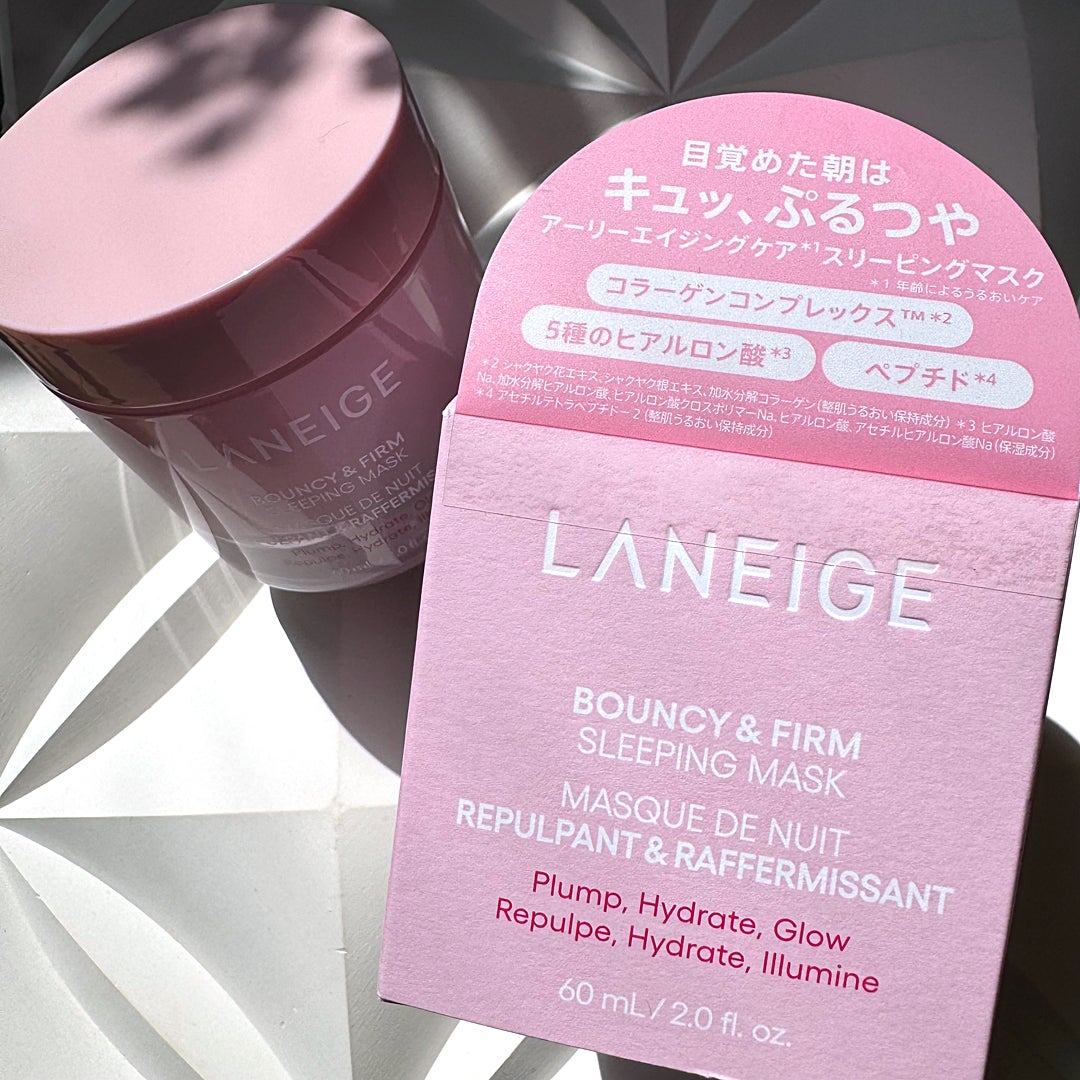 目覚めた朝は
キュッ、ぷるつや
アーリーエイジングケア*1スリーピングマスク
*1 年齢によるうるおいケア
コラーゲンコンプレックス™*2
5種のヒアルロン酸*3
ペプチド*4
*2 シャクヤク花エキス、シャクヤク根エキス、加水分解コラーゲン(整肌うるおい保持成分) *3 ヒアルロン酸
Na、加水分解ヒアルロン酸、ヒアルロン酸クロスポリマーNa、ヒアルロン酸、アセチルヒアルロン酸Na(保湿成分)
*4 アセチルテトラペプチド-2(整肌うるおい保持成分)
LANEIGE
BOUNCY & FIRM
SLEEPING MASK
MASQUE DE NUIT
REPULPANT & RAFFERMISSANT
Plump, Hydrate, Glow
Repulpe, Hydrate, Illumine
60 mL / 2.0 fl. oz.
LANEIGE
BOUNCY & FIRM
SLEEPING MASK
MASQUE DE NUIT
Plump, Hydrate,
Repulpe, Hydrate,